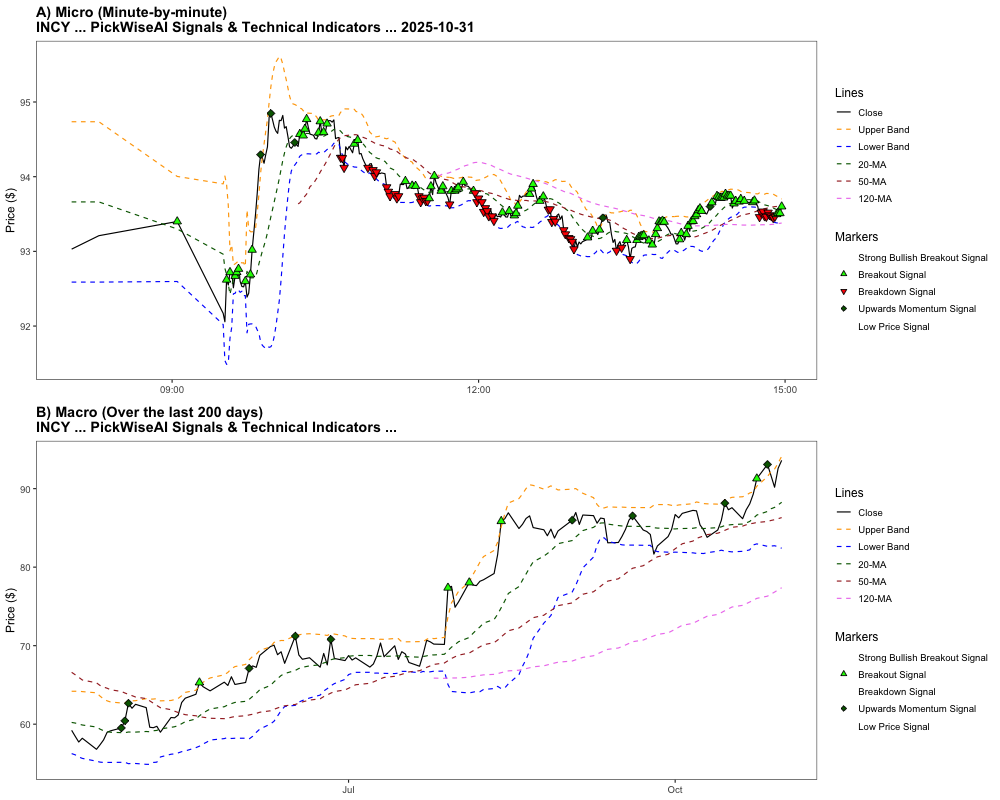 A) Micro (Minute-by-minute)
INCY ... PickWiseAI Signals & Technical Indicators ... 2025-10-31
Price ($)
95
94
93
92
09:00
12:00
15:00
Lines
Close
Upper Band
Lower Band
20-MA
50-MA
120-MA
Markers
Strong Bullish Breakout Signal
Breakout Signal
Breakdown Signal
Upwards Momentum Signal
Low Price Signal
B) Macro (Over the last 200 days)
INCY ... PickWiseAI Signals & Technical Indicators ...
Price ($)
90
80
70
60
Jul
Oct
Lines
Close
Upper Band
Lower Band
20-MA
50-MA
120-MA
Markers
Strong Bullish Breakout Signal
Breakout Signal
Breakdown Signal
Upwards Momentum Signal
Low Price Signal